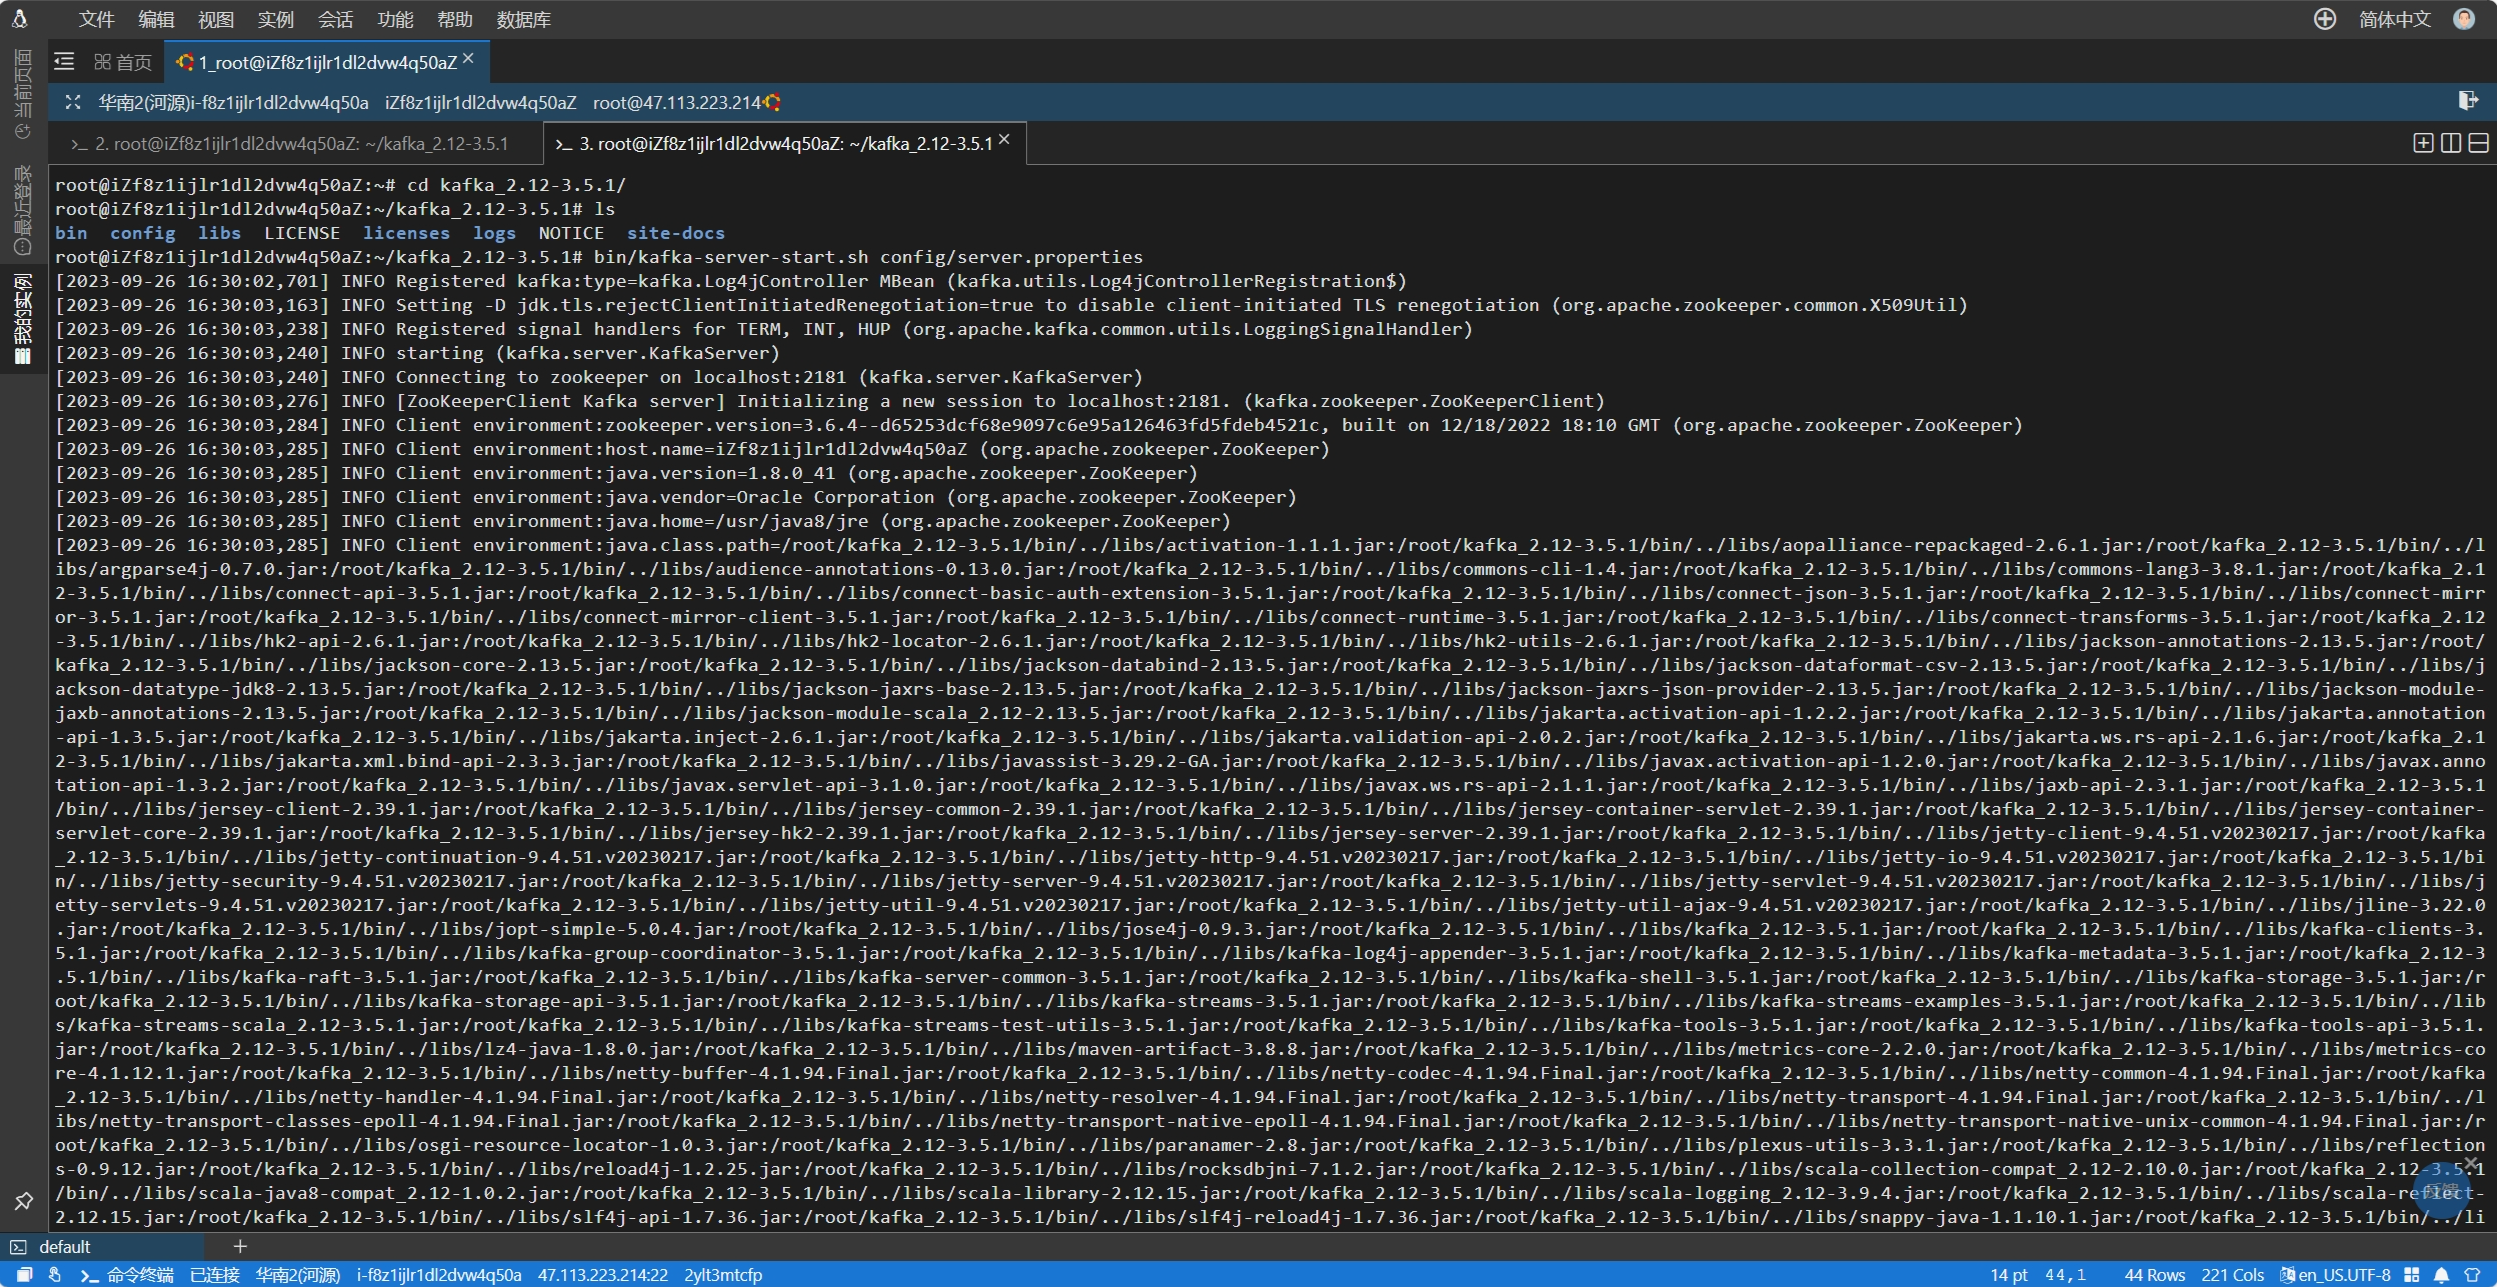 文件 编辑 视图 实例 会话 功能 帮助 数据库 简体中文
首页 1_root@iZf8z1ijlr1dl2dvw4q50aZ
华南2(河源)i-f8z1ijlr1dl2dvw4q50a iZf8z1ijlr1dl2dvw4q50aZ root@47.113.223.214
当前页面
最近登录
我的实例
>_ 2. root@iZf8z1ijlr1dl2dvw4q50aZ: ~/kafka_2.12-3.5.1 >_ 3. root@iZf8z1ijlr1dl2dvw4q50aZ: ~/kafka_2.12-3.5.1
root@iZf8z1ijlr1dl2dvw4q50aZ:~# cd kafka_2.12-3.5.1/
root@iZf8z1ijlr1dl2dvw4q50aZ:~/kafka_2.12-3.5.1# ls
bin config libs LICENSE licenses logs NOTICE site-docs
root@iZf8z1ijlr1dl2dvw4q50aZ:~/kafka_2.12-3.5.1# bin/kafka-server-start.sh config/server.properties
[2023-09-26 16:30:02,701] INFO Registered kafka:type=kafka.Log4jController MBean (kafka.utils.Log4jControllerRegistration$)
[2023-09-26 16:30:03,163] INFO Setting -D jdk.tls.rejectClientInitiatedRenegotiation=true to disable client-initiated TLS renegotiation (org.apache.zookeeper.common.X509Util)
[2023-09-26 16:30:03,238] INFO Registered signal handlers for TERM, INT, HUP (org.apache.kafka.common.utils.LoggingSignalHandler)
[2023-09-26 16:30:03,240] INFO starting (kafka.server.KafkaServer)
[2023-09-26 16:30:03,240] INFO Connecting to zookeeper on localhost:2181 (kafka.server.KafkaServer)
[2023-09-26 16:30:03,276] INFO [ZooKeeperClient Kafka server] Initializing a new session to localhost:2181. (kafka.zookeeper.ZooKeeperClient)
[2023-09-26 16:30:03,284] INFO Client environment:zookeeper.version=3.6.4--d65253dcf68e9097c6e95a126463fd5fdeb4521c, built on 12/18/2022 18:10 GMT (org.apache.zookeeper.ZooKeeper)
[2023-09-26 16:30:03,285] INFO Client environment:host.name=iZf8z1ijlr1dl2dvw4q50aZ (org.apache.zookeeper.ZooKeeper)
[2023-09-26 16:30:03,285] INFO Client environment:java.version=1.8.0_41 (org.apache.zookeeper.ZooKeeper)
[2023-09-26 16:30:03,285] INFO Client environment:java.vendor=Oracle Corporation (org.apache.zookeeper.ZooKeeper)
[2023-09-26 16:30:03,285] INFO Client environment:java.home=/usr/java8/jre (org.apache.zookeeper.ZooKeeper)
[2023-09-26 16:30:03,285] INFO Client environment:java.class.path=/root/kafka_2.12-3.5.1/bin/../libs/activation-1.1.1.jar:/root/kafka_2.12-3.5.1/bin/../libs/aopalliance-repackaged-2.6.1.jar:/root/kafka_2.12-3.5.1/bin/../l
ibs/argparse4j-0.7.0.jar:/root/kafka_2.12-3.5.1/bin/../libs/audience-annotations-0.13.0.jar:/root/kafka_2.12-3.5.1/bin/../libs/commons-cli-1.4.jar:/root/kafka_2.12-3.5.1/bin/../libs/commons-lang3-3.8.1.jar:/root/kafka_2.1
2-3.5.1/bin/../libs/connect-api-3.5.1.jar:/root/kafka_2.12-3.5.1/bin/../libs/connect-basic-auth-extension-3.5.1.jar:/root/kafka_2.12-3.5.1/bin/../libs/connect-json-3.5.1.jar:/root/kafka_2.12-3.5.1/bin/../libs/connect-mirr
or-3.5.1.jar:/root/kafka_2.12-3.5.1/bin/../libs/connect-mirror-client-3.5.1.jar:/root/kafka_2.12-3.5.1/bin/../libs/connect-runtime-3.5.1.jar:/root/kafka_2.12-3.5.1/bin/../libs/connect-transforms-3.5.1.jar:/root/kafka_2.12
-3.5.1/bin/../libs/hk2-api-2.6.1.jar:/root/kafka_2.12-3.5.1/bin/../libs/hk2-locator-2.6.1.jar:/root/kafka_2.12-3.5.1/bin/../libs/hk2-utils-2.6.1.jar:/root/kafka_2.12-3.5.1/bin/../libs/jackson-annotations-2.13.5.jar:/root/
kafka_2.12-3.5.1/bin/../libs/jackson-core-2.13.5.jar:/root/kafka_2.12-3.5.1/bin/../libs/jackson-databind-2.13.5.jar:/root/kafka_2.12-3.5.1/bin/../libs/jackson-dataformat-csv-2.13.5.jar:/root/kafka_2.12-3.5.1/bin/../libs/j
ackson-datatype-jdk8-2.13.5.jar:/root/kafka_2.12-3.5.1/bin/../libs/jackson-jaxrs-base-2.13.5.jar:/root/kafka_2.12-3.5.1/bin/../libs/jackson-jaxrs-json-provider-2.13.5.jar:/root/kafka_2.12-3.5.1/bin/../libs/jackson-module-
jaxb-annotations-2.13.5.jar:/root/kafka_2.12-3.5.1/bin/../libs/jackson-module-scala_2.12-2.13.5.jar:/root/kafka_2.12-3.5.1/bin/../libs/jakarta.activation-api-1.2.2.jar:/root/kafka_2.12-3.5.1/bin/../libs/jakarta.annotation
-api-1.3.5.jar:/root/kafka_2.12-3.5.1/bin/../libs/jakarta.inject-2.6.1.jar:/root/kafka_2.12-3.5.1/bin/../libs/jakarta.validation-api-2.0.2.jar:/root/kafka_2.12-3.5.1/bin/../libs/jakarta.ws.rs-api-2.1.6.jar:/root/kafka_2.1
2-3.5.1/bin/../libs/jakarta.xml.bind-api-2.3.3.jar:/root/kafka_2.12-3.5.1/bin/../libs/javassist-3.29.2-GA.jar:/root/kafka_2.12-3.5.1/bin/../libs/javax.activation-api-1.2.0.jar:/root/kafka_2.12-3.5.1/bin/../libs/javax.anno
tation-api-1.3.2.jar:/root/kafka_2.12-3.5.1/bin/../libs/javax.servlet-api-3.1.0.jar:/root/kafka_2.12-3.5.1/bin/../libs/javax.ws.rs-api-2.1.1.jar:/root/kafka_2.12-3.5.1/bin/../libs/jaxb-api-2.3.1.jar:/root/kafka_2.12-3.5.1
/bin/../libs/jersey-client-2.39.1.jar:/root/kafka_2.12-3.5.1/bin/../libs/jersey-common-2.39.1.jar:/root/kafka_2.12-3.5.1/bin/../libs/jersey-container-servlet-2.39.1.jar:/root/kafka_2.12-3.5.1/bin/../libs/jersey-container-
servlet-core-2.39.1.jar:/root/kafka_2.12-3.5.1/bin/../libs/jersey-hk2-2.39.1.jar:/root/kafka_2.12-3.5.1/bin/../libs/jersey-server-2.39.1.jar:/root/kafka_2.12-3.5.1/bin/../libs/jetty-client-9.4.51.v20230217.jar:/root/kafka
_2.12-3.5.1/bin/../libs/jetty-continuation-9.4.51.v20230217.jar:/root/kafka_2.12-3.5.1/bin/../libs/jetty-http-9.4.51.v20230217.jar:/root/kafka_2.12-3.5.1/bin/../libs/jetty-io-9.4.51.v20230217.jar:/root/kafka_2.12-3.5.1/bi
n/../libs/jetty-security-9.4.51.v20230217.jar:/root/kafka_2.12-3.5.1/bin/../libs/jetty-server-9.4.51.v20230217.jar:/root/kafka_2.12-3.5.1/bin/../libs/jetty-servlet-9.4.51.v20230217.jar:/root/kafka_2.12-3.5.1/bin/../libs/j
etty-servlets-9.4.51.v20230217.jar:/root/kafka_2.12-3.5.1/bin/../libs/jetty-util-9.4.51.v20230217.jar:/root/kafka_2.12-3.5.1/bin/../libs/jetty-util-ajax-9.4.51.v20230217.jar:/root/kafka_2.12-3.5.1/bin/../libs/jline-3.22.0
.jar:/root/kafka_2.12-3.5.1/bin/../libs/jopt-simple-5.0.4.jar:/root/kafka_2.12-3.5.1/bin/../libs/jose4j-0.9.3.jar:/root/kafka_2.12-3.5.1/bin/../libs/kafka_2.12-3.5.1.jar:/root/kafka_2.12-3.5.1/bin/../libs/kafka-clients-3.
5.1.jar:/root/kafka_2.12-3.5.1/bin/../libs/kafka-group-coordinator-3.5.1.jar:/root/kafka_2.12-3.5.1/bin/../libs/kafka-log4j-appender-3.5.1.jar:/root/kafka_2.12-3.5.1/bin/../libs/kafka-metadata-3.5.1.jar:/root/kafka_2.12-3
.5.1/bin/../libs/kafka-raft-3.5.1.jar:/root/kafka_2.12-3.5.1/bin/../libs/kafka-server-common-3.5.1.jar:/root/kafka_2.12-3.5.1/bin/../libs/kafka-shell-3.5.1.jar:/root/kafka_2.12-3.5.1/bin/../libs/kafka-storage-3.5.1.jar:/r
oot/kafka_2.12-3.5.1/bin/../libs/kafka-storage-api-3.5.1.jar:/root/kafka_2.12-3.5.1/bin/../libs/kafka-streams-3.5.1.jar:/root/kafka_2.12-3.5.1/bin/../libs/kafka-streams-examples-3.5.1.jar:/root/kafka_2.12-3.5.1/bin/../lib
s/kafka-streams-scala_2.12-3.5.1.jar:/root/kafka_2.12-3.5.1/bin/../libs/kafka-streams-test-utils-3.5.1.jar:/root/kafka_2.12-3.5.1/bin/../libs/kafka-tools-3.5.1.jar:/root/kafka_2.12-3.5.1/bin/../libs/kafka-tools-api-3.5.1.
jar:/root/kafka_2.12-3.5.1/bin/../libs/lz4-java-1.8.0.jar:/root/kafka_2.12-3.5.1/bin/../libs/maven-artifact-3.8.8.jar:/root/kafka_2.12-3.5.1/bin/../libs/metrics-core-2.2.0.jar:/root/kafka_2.12-3.5.1/bin/../libs/metrics-co
re-4.1.12.1.jar:/root/kafka_2.12-3.5.1/bin/../libs/netty-buffer-4.1.94.Final.jar:/root/kafka_2.12-3.5.1/bin/../libs/netty-codec-4.1.94.Final.jar:/root/kafka_2.12-3.5.1/bin/../libs/netty-common-4.1.94.Final.jar:/root/kafka
_2.12-3.5.1/bin/../libs/netty-handler-4.1.94.Final.jar:/root/kafka_2.12-3.5.1/bin/../libs/netty-resolver-4.1.94.Final.jar:/root/kafka_2.12-3.5.1/bin/../libs/netty-transport-4.1.94.Final.jar:/root/kafka_2.12-3.5.1/bin/../l
ibs/netty-transport-classes-epoll-4.1.94.Final.jar:/root/kafka_2.12-3.5.1/bin/../libs/netty-transport-native-epoll-4.1.94.Final.jar:/root/kafka_2.12-3.5.1/bin/../libs/netty-transport-native-unix-common-4.1.94.Final.jar:/r
oot/kafka_2.12-3.5.1/bin/../libs/osgi-resource-locator-1.0.3.jar:/root/kafka_2.12-3.5.1/bin/../libs/paranamer-2.8.jar:/root/kafka_2.12-3.5.1/bin/../libs/plexus-utils-3.3.1.jar:/root/kafka_2.12-3.5.1/bin/../libs/reflection
s-0.9.12.jar:/root/kafka_2.12-3.5.1/bin/../libs/reload4j-1.2.25.jar:/root/kafka_2.12-3.5.1/bin/../libs/rocksdbjni-7.1.2.jar:/root/kafka_2.12-3.5.1/bin/../libs/scala-collection-compat_2.12-2.10.0.jar:/root/kafka_2.12-3.5.1
/bin/../libs/scala-java8-compat_2.12-1.0.2.jar:/root/kafka_2.12-3.5.1/bin/../libs/scala-library-2.12.15.jar:/root/kafka_2.12-3.5.1/bin/../libs/scala-logging_2.12-3.9.4.jar:/root/kafka_2.12-3.5.1/bin/../libs/scala-reflect-
2.12.15.jar:/root/kafka_2.12-3.5.1/bin/../libs/slf4j-api-1.7.36.jar:/root/kafka_2.12-3.5.1/bin/../libs/slf4j-reload4j-1.7.36.jar:/root/kafka_2.12-3.5.1/bin/../libs/snappy-java-1.1.10.1.jar:/root/kafka_2.12-3.5.1/bin/../li
default +
>_ 命令终端 已连接 华南2(河源) i-f8z1ijlr1dl2dvw4q50a 47.113.223.214:22 2ylt3mtcfp 14 pt 44,1 44 Rows 221 Cols en_US.UTF-8